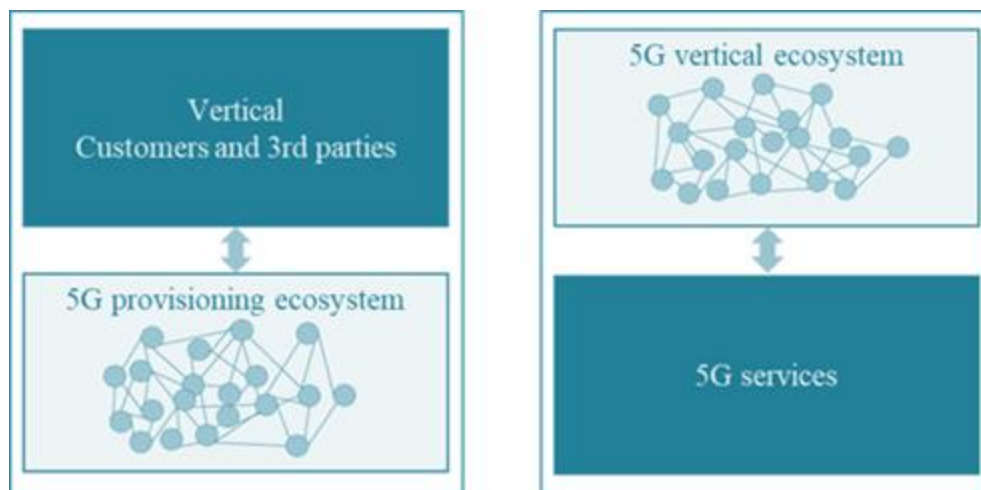 Vertical
Customers and 3rd parties
5G provisioning ecosystem
5G vertical ecosystem
5G services